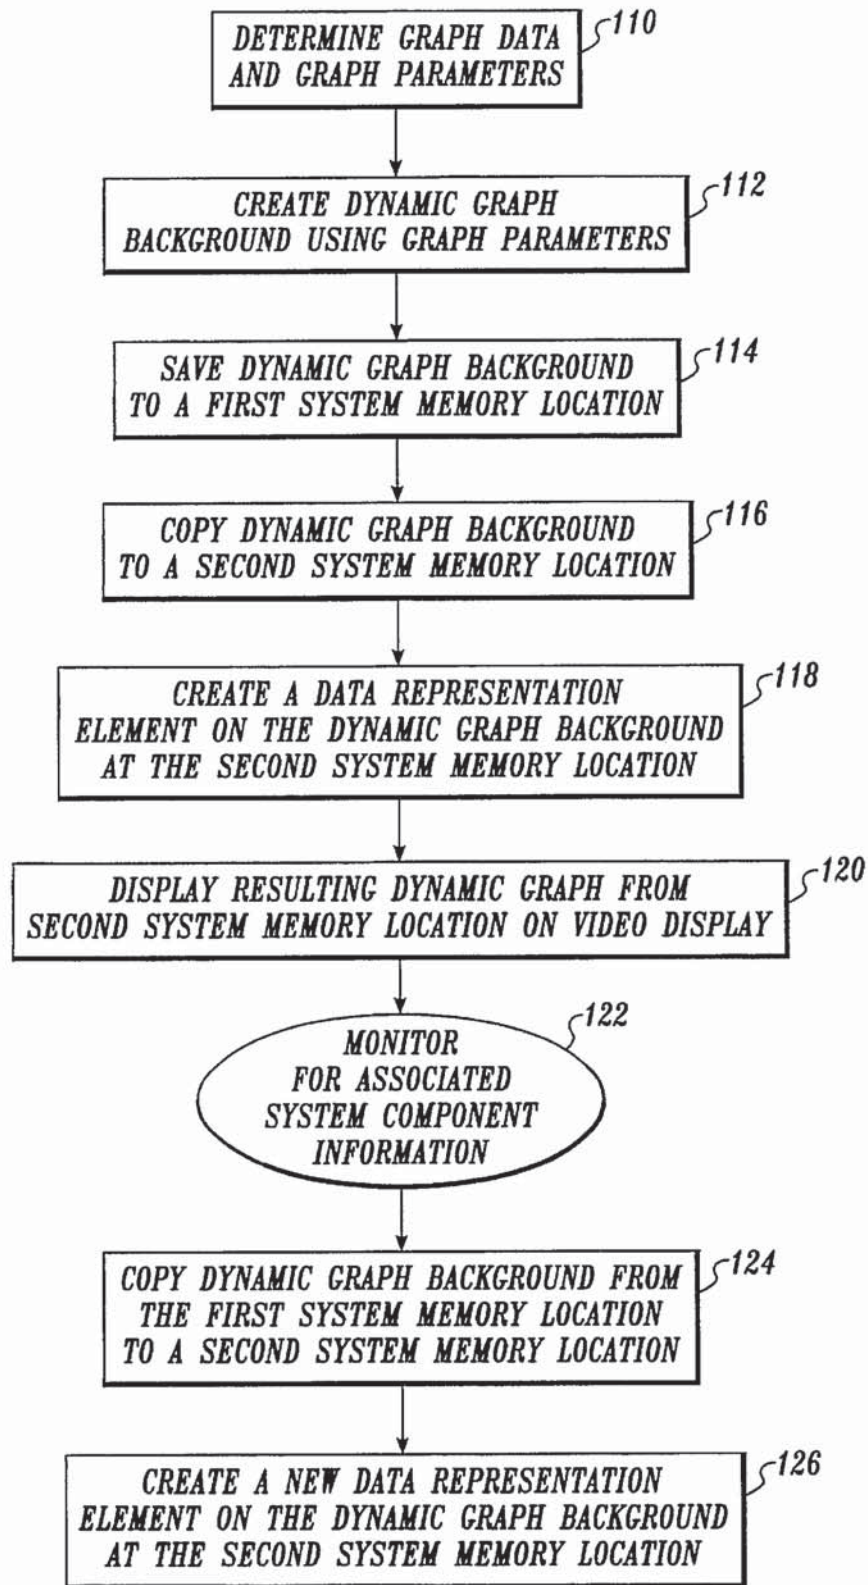 DETERMINE GRAPH DATA
AND GRAPH PARAMETERS
110
CREATE DYNAMIC GRAPH
BACKGROUND USING GRAPH PARAMETERS
112
SAVE DYNAMIC GRAPH BACKGROUND
TO A FIRST SYSTEM MEMORY LOCATION
114
COPY DYNAMIC GRAPH BACKGROUND
TO A SECOND SYSTEM MEMORY LOCATION
116
CREATE A DATA REPRESENTATION
ELEMENT ON THE DYNAMIC GRAPH BACKGROUND
AT THE SECOND SYSTEM MEMORY LOCATION
118
DISPLAY RESULTING DYNAMIC GRAPH FROM
SECOND SYSTEM MEMORY LOCATION ON VIDEO DISPLAY
120
MONITOR
FOR ASSOCIATED
SYSTEM COMPONENT
INFORMATION
122
COPY DYNAMIC GRAPH BACKGROUND FROM
THE FIRST SYSTEM MEMORY LOCATION
TO A SECOND SYSTEM MEMORY LOCATION
124
CREATE A NEW DATA REPRESENTATION
ELEMENT ON THE DYNAMIC GRAPH BACKGROUND
AT THE SECOND SYSTEM MEMORY LOCATION
126